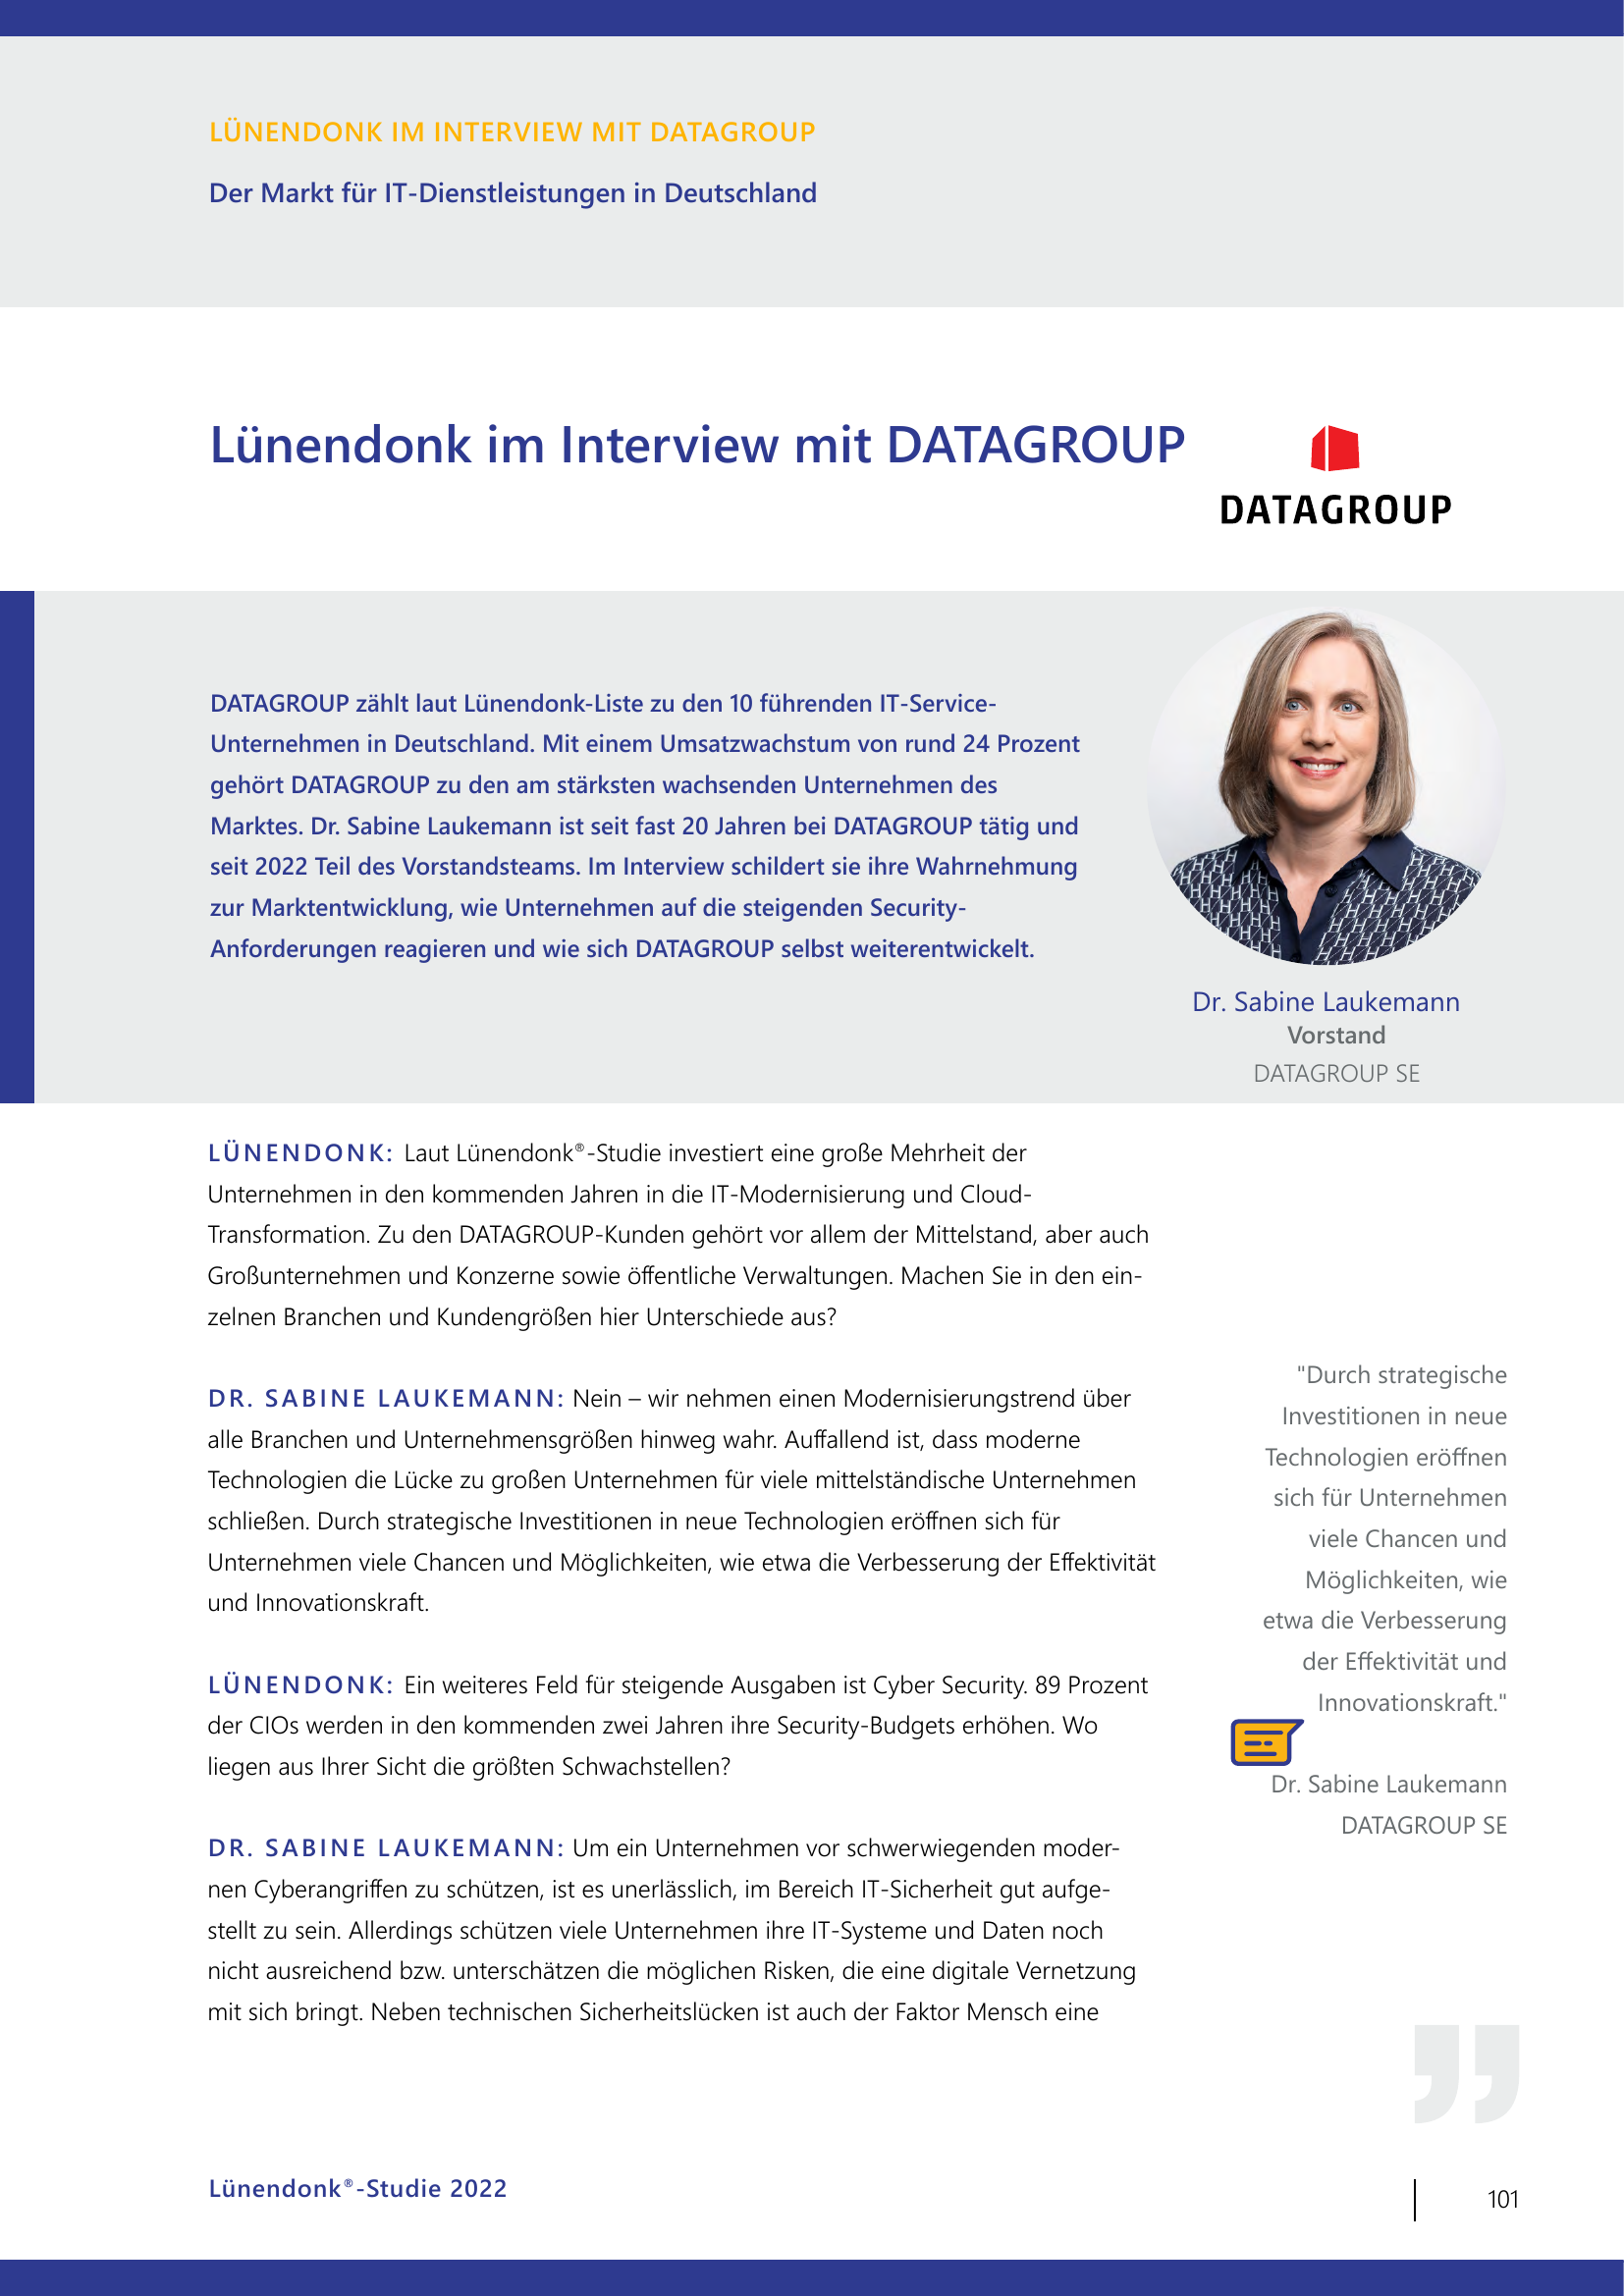 LÜNENDONK IM INTERVIEW MIT DATAGROUP
Der Markt für IT-Dienstleistungen in Deutschland
Lünendonk im Interview mit DATAGROUP
DATAGROUP
DATAGROUP zählt laut Lünendonk-Liste zu den 10 führenden IT-Service-
Unternehmen in Deutschland. Mit einem Umsatzwachstum von rund 24 Prozent
gehört DATAGROUP zu den am stärksten wachsenden Unternehmen des
Marktes. Dr. Sabine Laukemann ist seit fast 20 Jahren bei DATAGROUP tätig und
seit 2022 Teil des Vorstandsteams. Im Interview schildert sie ihre Wahrnehmung
zur Marktentwicklung, wie Unternehmen auf die steigenden Security-
Anforderungen reagieren und wie sich DATAGROUP selbst weiterentwickelt.
Dr. Sabine Laukemann
Vorstand
DATAGROUP SE
LÜNENDONK: Laut Lünendonk®-Studie investiert eine große Mehrheit der
Unternehmen in den kommenden Jahren in die IT-Modernisierung und Cloud-
Transformation. Zu den DATAGROUP-Kunden gehört vor allem der Mittelstand, aber auch
Großunternehmen und Konzerne sowie öffentliche Verwaltungen. Machen Sie in den ein-
zelnen Branchen und Kundengrößen hier Unterschiede aus?
DR. SABINE LAUKEMANN: Nein – wir nehmen einen Modernisierungstrend über
alle Branchen und Unternehmensgrößen hinweg wahr. Auffallend ist, dass moderne
Technologien die Lücke zu großen Unternehmen für viele mittelständische Unternehmen
schließen. Durch strategische Investitionen in neue Technologien eröffnen sich für
Unternehmen viele Chancen und Möglichkeiten, wie etwa die Verbesserung der Effektivität
und Innovationskraft.
LÜNENDONK: Ein weiteres Feld für steigende Ausgaben ist Cyber Security. 89 Prozent
der CIOs werden in den kommenden zwei Jahren ihre Security-Budgets erhöhen. Wo
liegen aus Ihrer Sicht die größten Schwachstellen?
DR. SABINE LAUKEMANN: Um ein Unternehmen vor schwerwiegenden moder-
nen Cyberangriffen zu schützen, ist es unerlässlich, im Bereich IT-Sicherheit gut aufge-
stellt zu sein. Allerdings schützen viele Unternehmen ihre IT-Systeme und Daten noch
nicht ausreichend bzw. unterschätzen die möglichen Risken, die eine digitale Vernetzung
mit sich bringt. Neben technischen Sicherheitslücken ist auch der Faktor Mensch eine
"Durch strategische
Investitionen in neue
Technologien eröffnen
sich für Unternehmen
viele Chancen und
Möglichkeiten, wie
etwa die Verbesserung
der Effektivität und
Innovationskraft."
Dr. Sabine Laukemann
DATAGROUP SE
Lünendonk®-Studie 2022
101